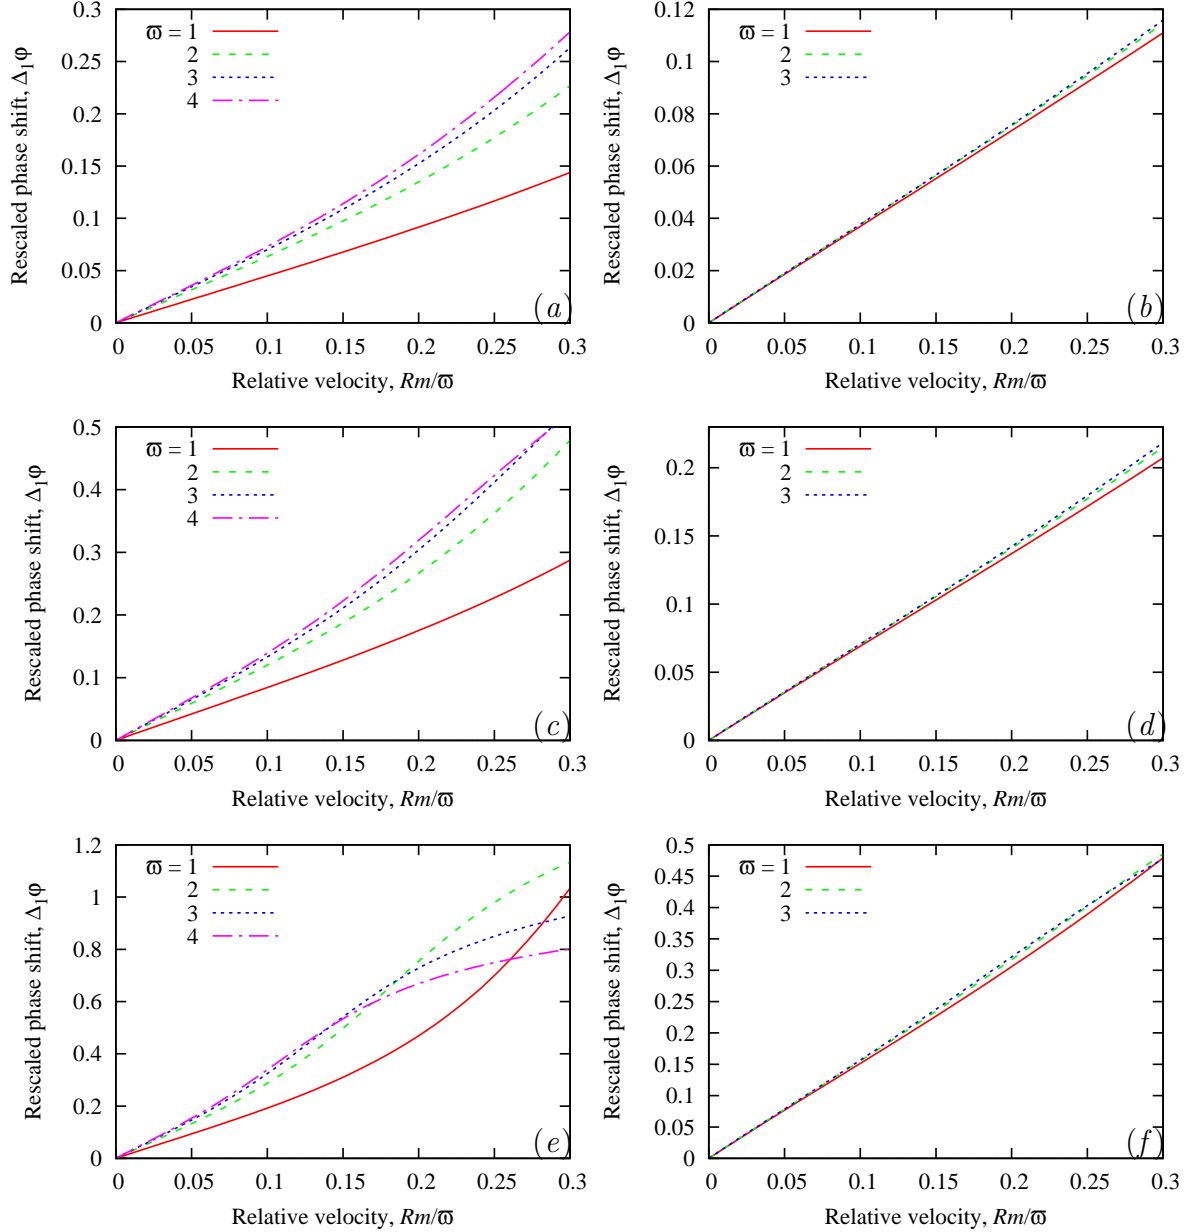 Rescaled phase shift, Δ₁φ
0.3
0.25
0.2
0.15
0.1
0.05
0
ϖ = 1
2
3
4
(a)
0 0.05 0.1 0.15 0.2 0.25 0.3
Relative velocity, Rm/ϖ
Rescaled phase shift, Δ₁φ
0.12
0.1
0.08
0.06
0.04
0.02
0
ϖ = 1
2
3
(b)
0 0.05 0.1 0.15 0.2 0.25 0.3
Relative velocity, Rm/ϖ
Rescaled phase shift, Δ₁φ
0.5
0.4
0.3
0.2
0.1
0
ϖ = 1
2
3
4
(c)
0 0.05 0.1 0.15 0.2 0.25 0.3
Relative velocity, Rm/ϖ
Rescaled phase shift, Δ₁φ
0.2
0.15
0.1
0.05
0
ϖ = 1
2
3
(d)
0 0.05 0.1 0.15 0.2 0.25 0.3
Relative velocity, Rm/ϖ
Rescaled phase shift, Δ₁φ
1.2
1
0.8
0.6
0.4
0.2
0
ϖ = 1
2
3
4
(e)
0 0.05 0.1 0.15 0.2 0.25 0.3
Relative velocity, Rm/ϖ
Rescaled phase shift, Δ₁φ
0.5
0.45
0.4
0.35
0.3
0.25
0.2
0.15
0.1
0.05
0
ϖ = 1
2
3
(f)
0 0.05 0.1 0.15 0.2 0.25 0.3
Relative velocity, Rm/ϖ